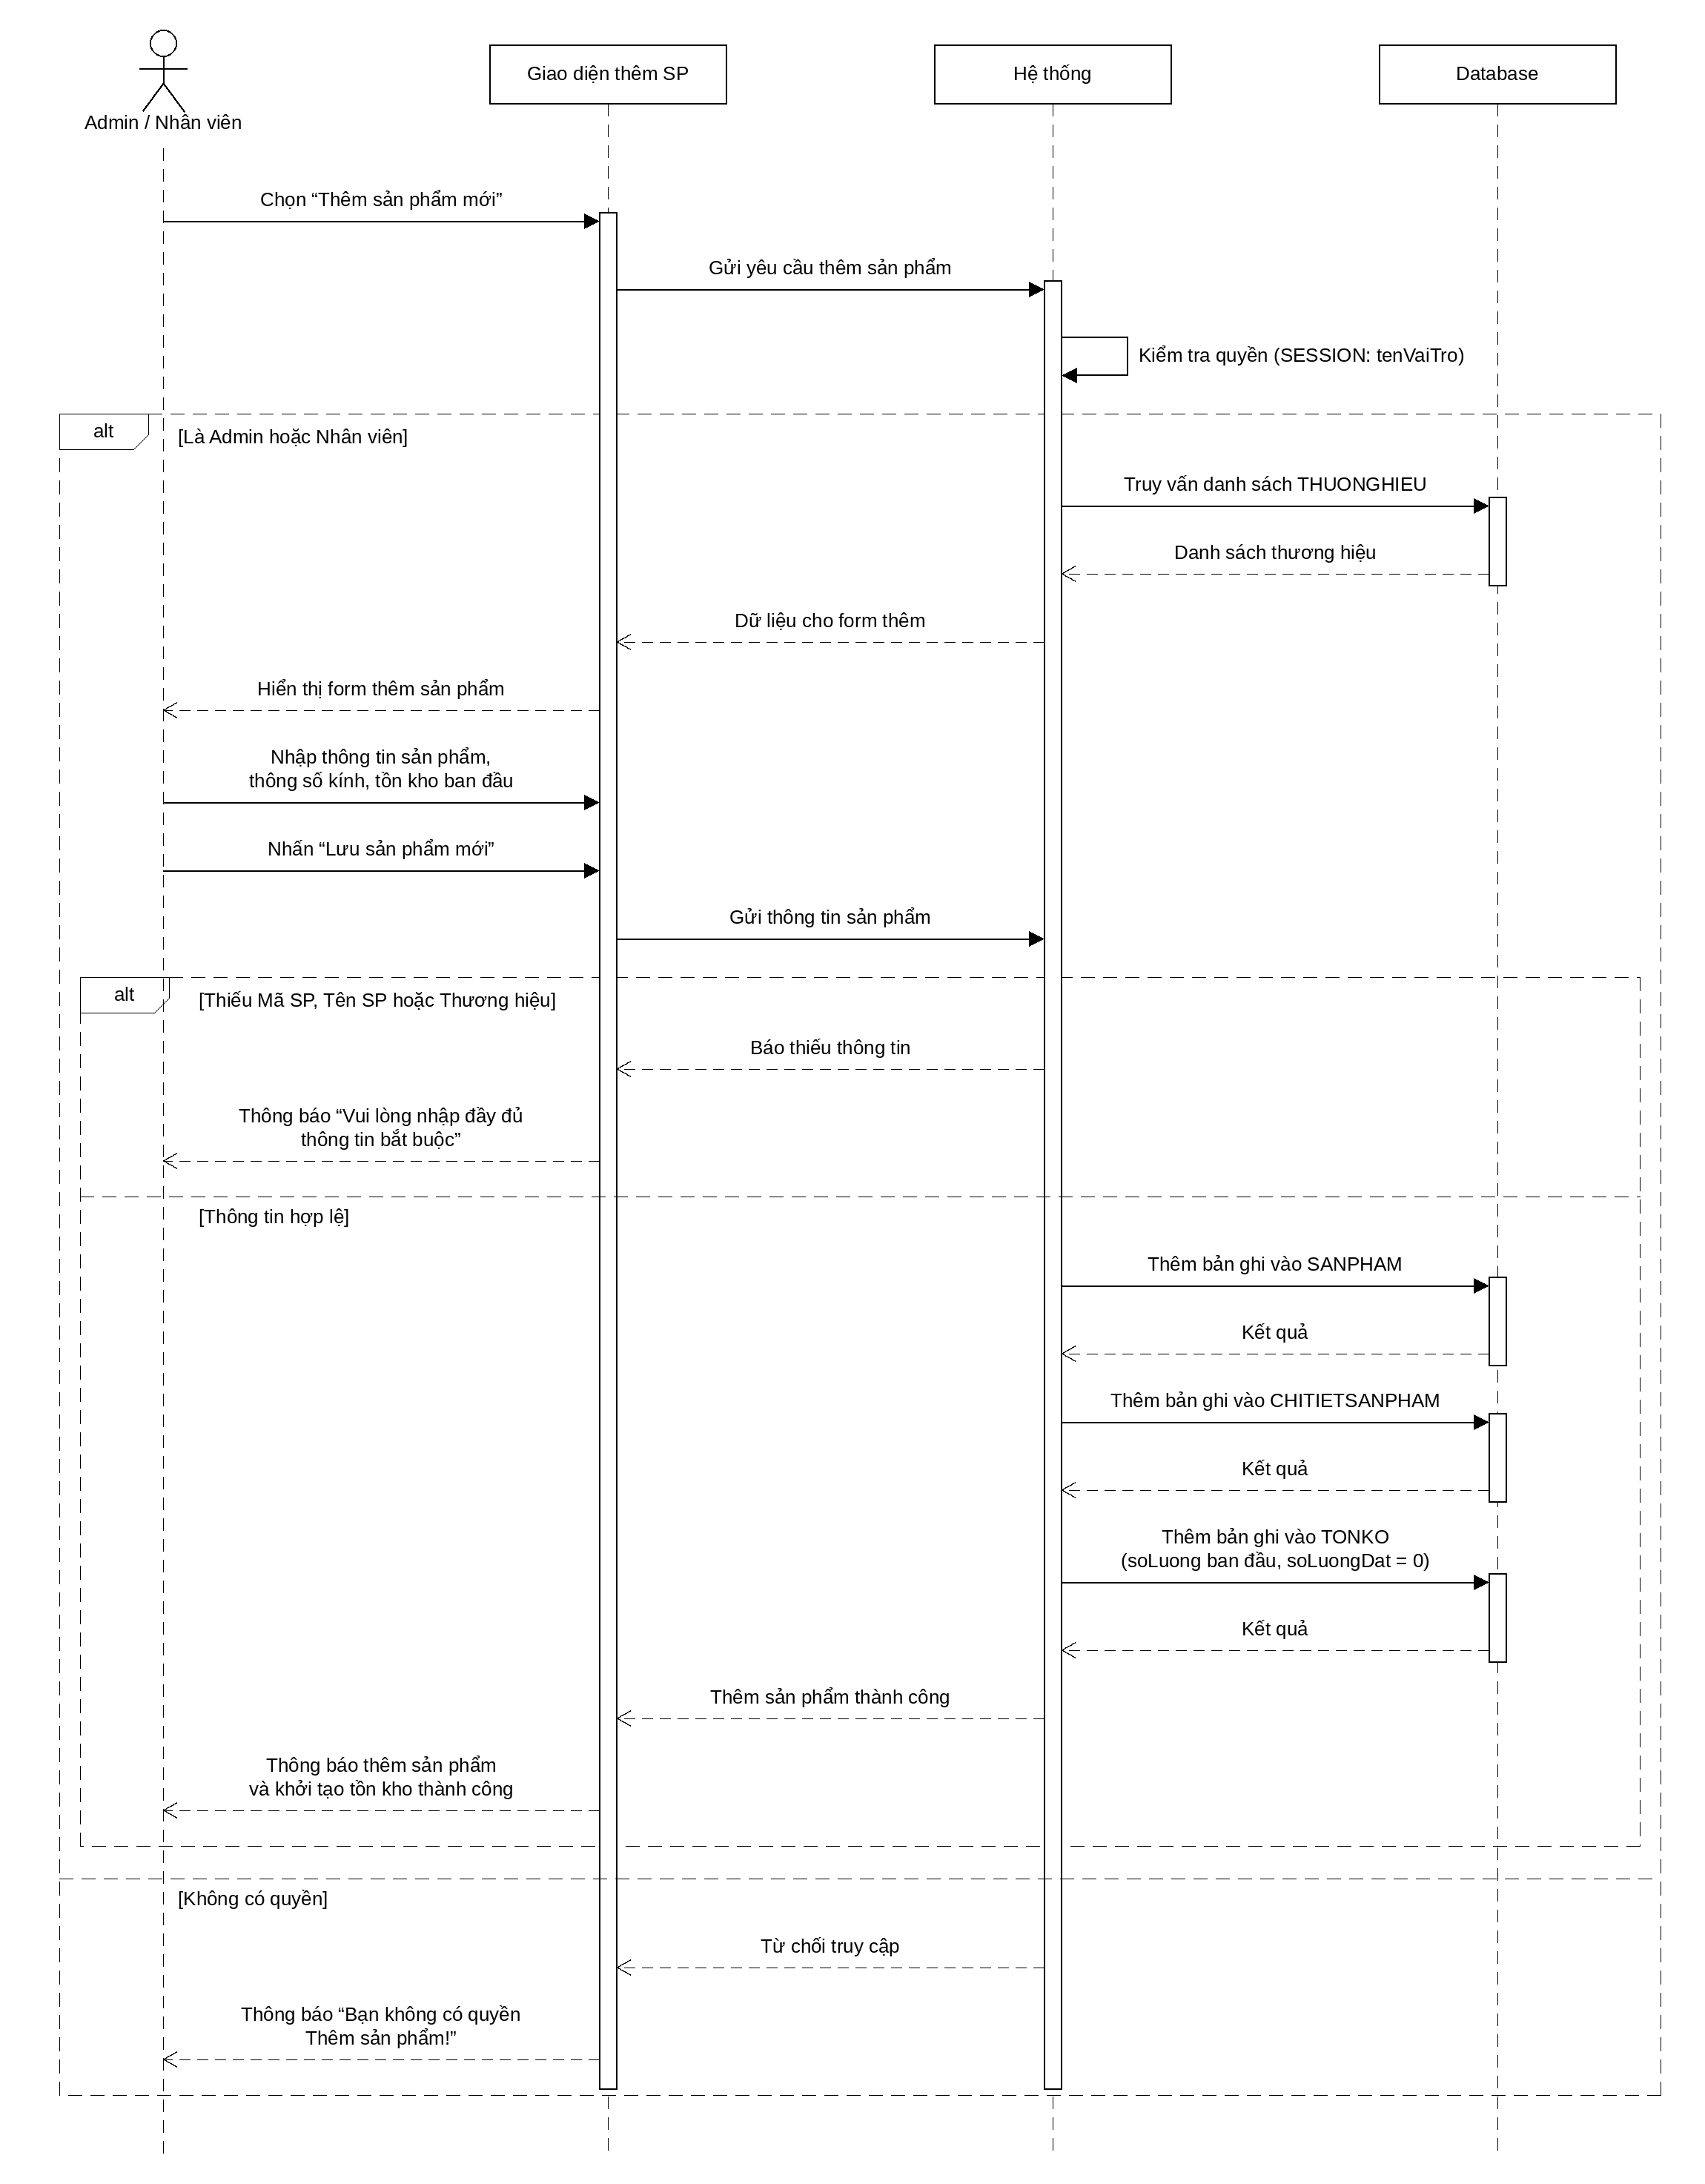 Admin / Nhân viên
Giao diện thêm SP
Hệ thống
Database
Chọn “Thêm sản phẩm mới”
Gửi yêu cầu thêm sản phẩm
Kiểm tra quyền (SESSION: tenVaiTro)
alt
[Là Admin hoặc Nhân viên]
Truy vấn danh sách THUONGHIEU
Danh sách thương hiệu
Dữ liệu cho form thêm
Hiển thị form thêm sản phẩm
Nhập thông tin sản phẩm,
thông số kính, tồn kho ban đầu
Nhấn “Lưu sản phẩm mới”
Gửi thông tin sản phẩm
alt
[Thiếu Mã SP, Tên SP hoặc Thương hiệu]
Báo thiếu thông tin
Thông báo “Vui lòng nhập đầy đủ
thông tin bắt buộc”
[Thông tin hợp lệ]
Thêm bản ghi vào SANPHAM
Kết quả
Thêm bản ghi vào CHITIETSANPHAM
Kết quả
Thêm bản ghi vào TONKO
(soLuong ban đầu, soLuongDat = 0)
Kết quả
Thêm sản phẩm thành công
Thông báo thêm sản phẩm
và khởi tạo tồn kho thành công
[Không có quyền]
Từ chối truy cập
Thông báo “Bạn không có quyền
Thêm sản phẩm!”